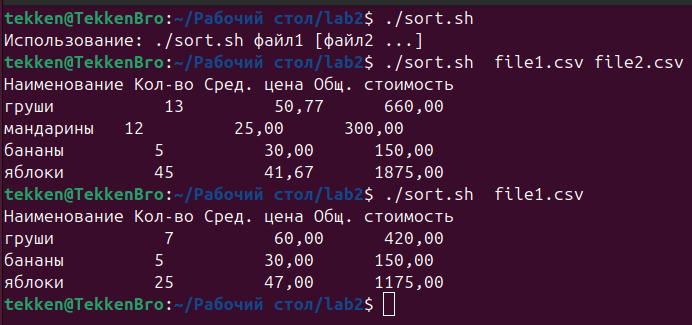 tekken@TekkenBro:~/Рабочий стол/lab2$ ./sort.sh
Использование: ./sort.sh файл1 [файл2 ...]
tekken@TekkenBro:~/Рабочий стол/lab2$ ./sort.sh  file1.csv file2.csv
Наименование Кол-во Сред. цена Общ. стоимость
груши           13         50,77      660,00
мандарины   12         25,00      300,00
бананы         5          30,00      150,00
яблоки         45         41,67      1875,00
tekken@TekkenBro:~/Рабочий стол/lab2$ ./sort.sh  file1.csv
Наименование Кол-во Сред. цена Общ. стоимость
груши           7          60,00      420,00
бананы         5          30,00      150,00
яблоки         25         47,00      1175,00
tekken@TekkenBro:~/Рабочий стол/lab2$